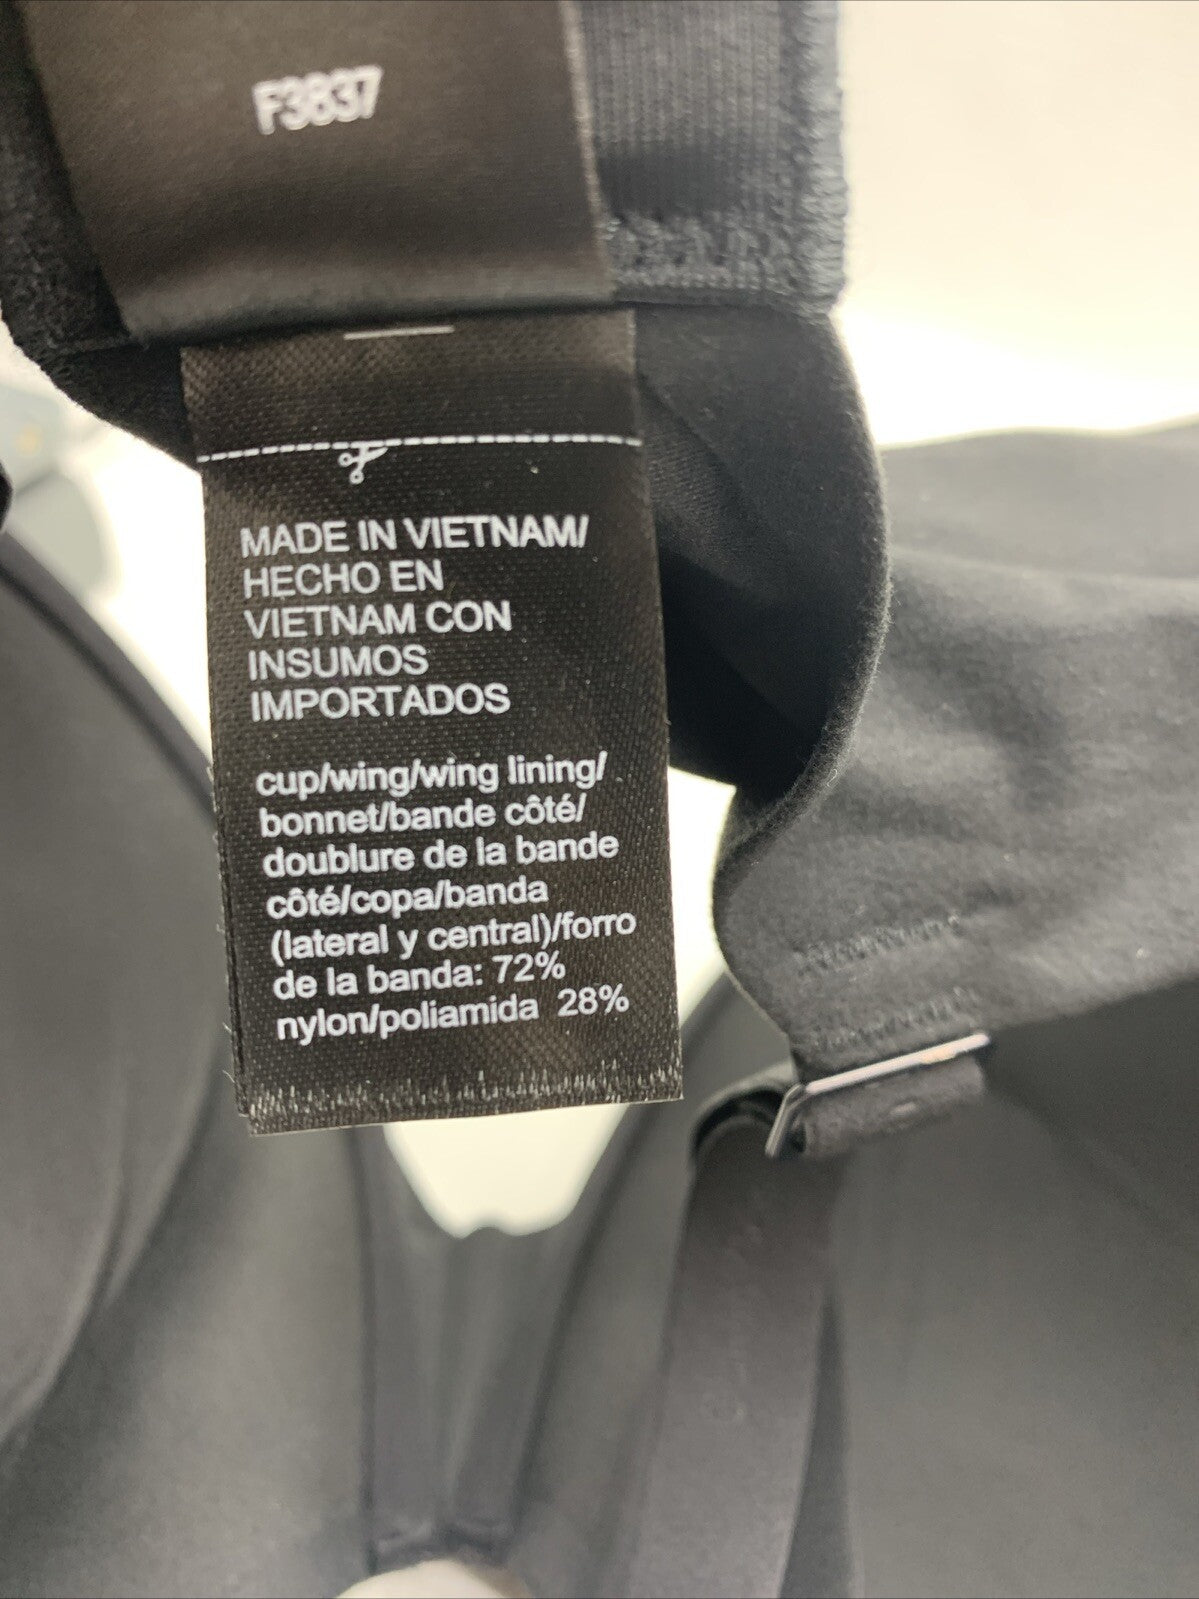 F3837
MADE IN VIETNAM/
HECHO EN
VIETNAM CON
INSUMOS
IMPORTADOS
cup/wing/wing lining/
bonnet/bande côté/
doublure de la bande
côté/copa/banda
(lateral y central)/forro
de la banda: 72%
nylon/poliamida 28%